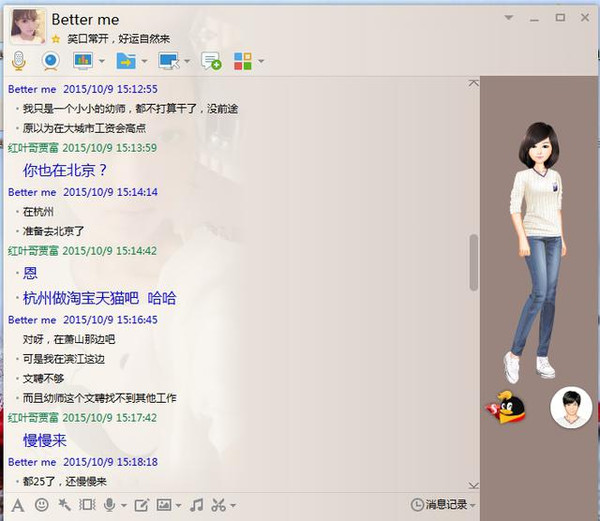 Better me
笑口常开，好运自然来
Better me 2015/10/9 15:12:55
我只是一个小小的幼师，都不打算干了，没前途
原以为在大城市工资会高点
红叶哥贾富 2015/10/9 15:13:59
你也在北京？
Better me 2015/10/9 15:14:14
在杭州
准备去北京了
红叶哥贾富 2015/10/9 15:14:42
恩
杭州做淘宝天猫吧 哈哈
Better me 2015/10/9 15:16:45
对呀，在萧山那边吧
可是我在滨江这边
文聘不够
而且幼师这个文聘找不到其他工作
红叶哥贾富 2015/10/9 15:17:42
慢慢来
Better me 2015/10/9 15:18:18
都25了，还慢慢来
消息记录